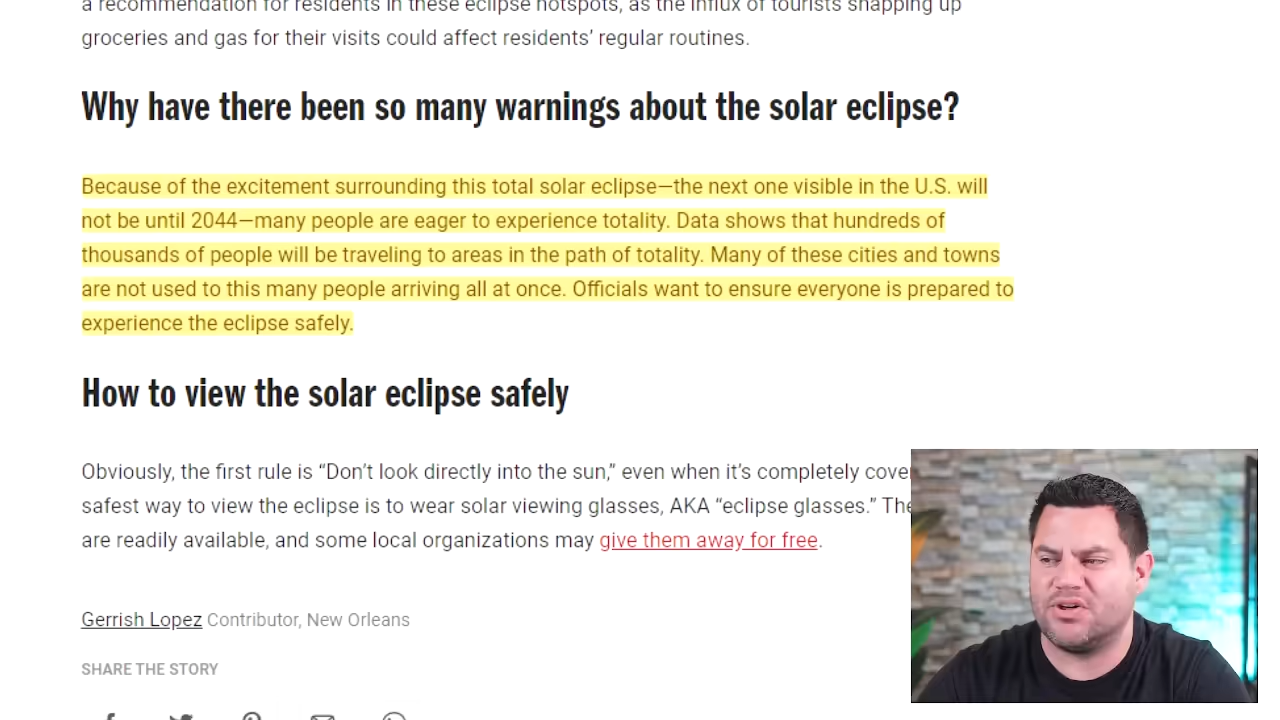 a recommendation for residents in these eclipse hotspots, as the influx of tourists snapping up
groceries and gas for their visits could affect residents’ regular routines.
Why have there been so many warnings about the solar eclipse?
Because of the excitement surrounding this total solar eclipse—the next one visible in the U.S. will
not be until 2044—many people are eager to experience totality. Data shows that hundreds of
thousands of people will be traveling to areas in the path of totality. Many of these cities and towns
are not used to this many people arriving all at once. Officials want to ensure everyone is prepared to
experience the eclipse safely.
How to view the solar eclipse safely
Obviously, the first rule is “Don’t look directly into the sun,” even when it’s completely
safest way to view the eclipse is to wear solar viewing glasses, AKA “eclipse glasses.”
are readily available, and some local organizations may give them away for free.
Gerrish Lopez Contributor, New Orleans
SHARE THE STORY